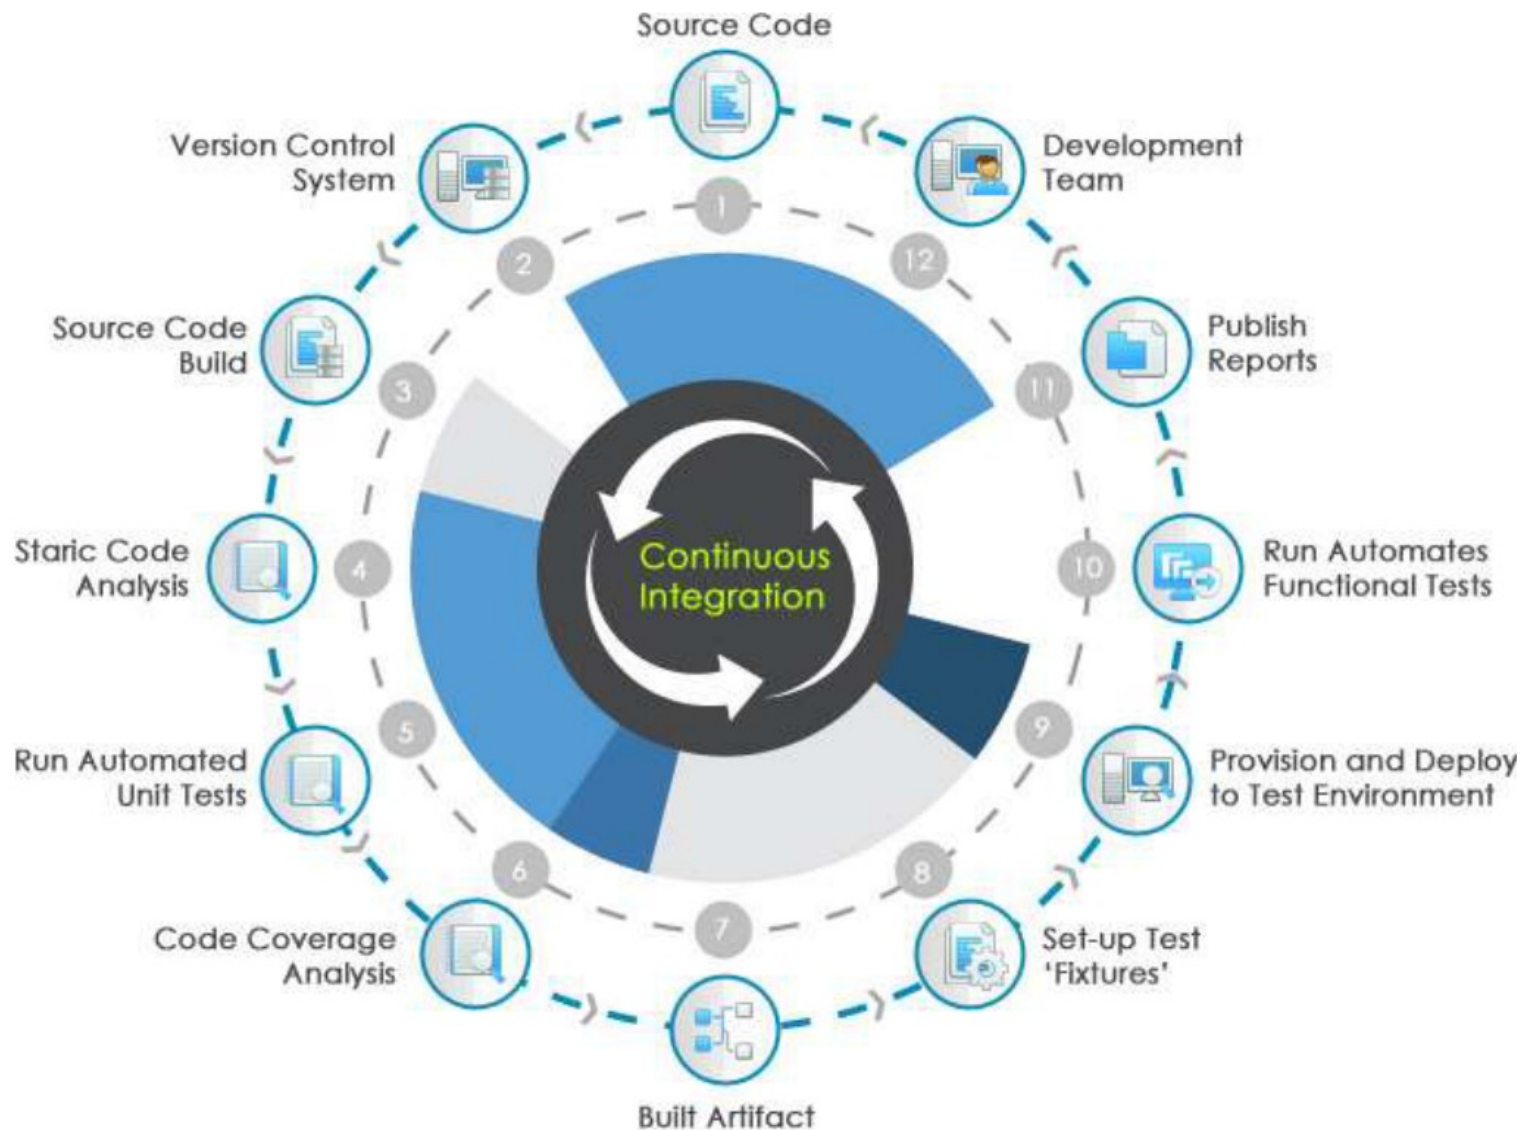 Source Code
Version Control
System
Source Code
Build
Staric Code
Analysis
Run Automated
Unit Tests
Code Coverage
Analysis
Built Artifact
Set-up Test
‘Fixtures’
Provision and Deploy
to Test Environment
Run Automates
Functional Tests
Publish
Reports
Development
Team
1
2
3
4
5
6
7
8
9
10
11
12
Continuous
Integration